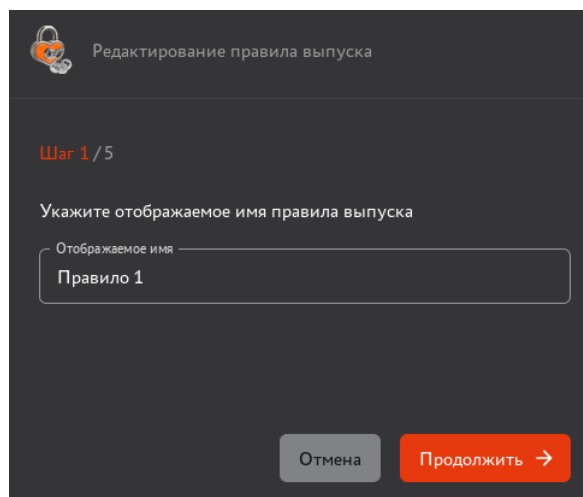 Редактирование правила выпуска
Шаг 1 / 5
Укажите отображаемое имя правила выпуска
Отображаемое имя
Правило 1
Отмена
Продолжить →